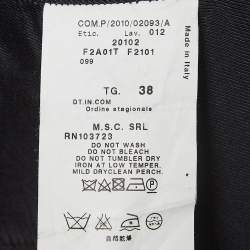 COM.P/2010/02093/A
Etic. Lav. 012
20102
F2A01T F2101
099
Made in Italy
TG. 38
DT.IN.COM
Ordine stagionale
M.S.C. SRL
RN103723
DO NOT WASH
DO NOT BLEACH
DO NOT TUMBLER DRY
IRON AT LOW TEMPER.
MILD DRYCLEAN PERCH.